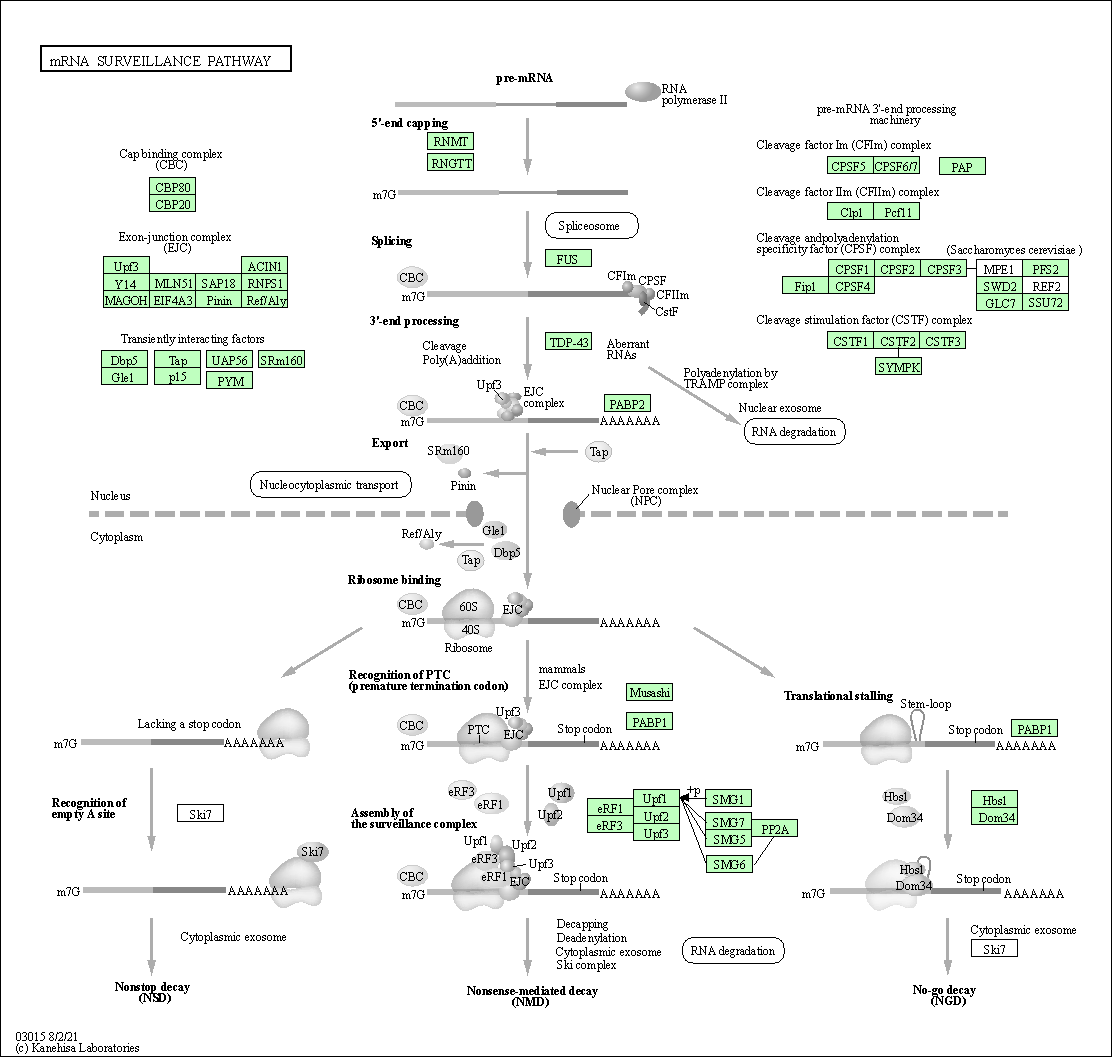 mRNA SURVEILLANCE PATHWAY
pre-mRNA
RNA
polymerase II
5'-end capping
RNMT
RNGTT
m7G
Spliceosome
Splicing
FUS
CBC
m7G
CFIm
CPSF
CFIIm
CstF
3'-end processing
Cleavage
Poly(A)addition
TDP-43
Aberrant
RNAs
Polyadenylation by
TRAMP complex
Nuclear exosome
RNA degradation
Upf3
EJC
complex
PABP2
CBC
m7G
AAAAAAA
Cap binding complex
(CBC)
CBP80
CBP20
Exon-junction complex
(EJC)
Upf3
ACIN1
Y14
MLN51
SAP18
RNPS1
MAGOH
EIF4A3
Pinin
Ref/Aly
Transiently interacting factors
Dbp5
Tap
UAP56
SRm160
Gle1
p15
PYM
pre-mRNA 3'-end processing
machinery
Cleavage factor Im (CFIm) complex
CPSF5
CPSF6/7
PAP
Cleavage factor IIm (CFIIm) complex
Clp1
Pcf11
Cleavage andpolyadenylation
specificity factor (CPSF) complex
(Saccharomyces cerevisiae )
CPSF1
CPSF2
CPSF3
MPE1
PFS2
Fip1
CPSF4
SWD2
REF2
GLC7
SSU72
Cleavage stimulation factor (CSTF) complex
CSTF1
CSTF2
CSTF3
SYMPK
Export
SRm160
Tap
Pinin
Nucleocytoplasmic transport
Nucleus
Nuclear Pore complex
(NPC)
Cytoplasm
Ref/Aly
Gle1
Dbp5
Tap
Ribosome binding
CBC
m7G
60S
40S
EJC
AAAAAAA
Ribosome
Lacking a stop codon
m7G
AAAAAAA
Recognition of
empty A site
Ski7
Ski7
m7G
AAAAAAA
Cytoplasmic exosome
Nonstop decay
(NSD)
Recognition of PTC
(premature termination codon)
mammals
EJC complex
Musashi
PABP1
CBC
m7G
PTC
Upf3
EJC
Stop codon
AAAAAAA
eRF3
eRF1
Upf1
Upf2
Assembly of
the surveillance complex
eRF1
eRF3
Upf1
Upf2
Upf3
+p
SMG1
SMG7
SMG5
SMG6
PP2A
Upf1
Upf2
eRF3
Upf3
eRF1
EJC
CBC
m7G
Stop codon
AAAAAAA
Decapping
Deadenylation
Cytoplasmic exosome
Ski complex
RNA degradation
Nonsense-mediated decay
(NMD)
Translational stalling
Stem-loop
m7G
Stop codon
PABP1
AAAAAAA
Hbs1
Dom34
Hbs1
Dom34
Hbs1
Dom34
m7G
Stop codon
AAAAAAA
Cytoplasmic exosome
Ski7
No-go decay
(NGD)
03015 8/2/21
(c) Kanehisa Laboratories